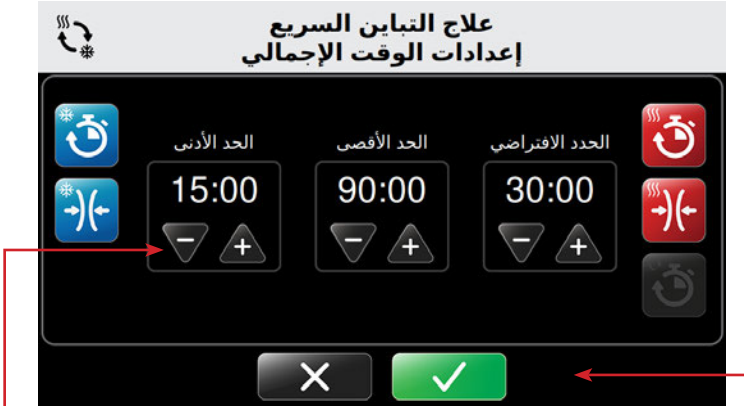 علاج التباين السريع
إعدادات الوقت الإجمالي
الحدد الافتراضي
الحد الأقصى
الحد الأدنى
30:00
90:00
15:00